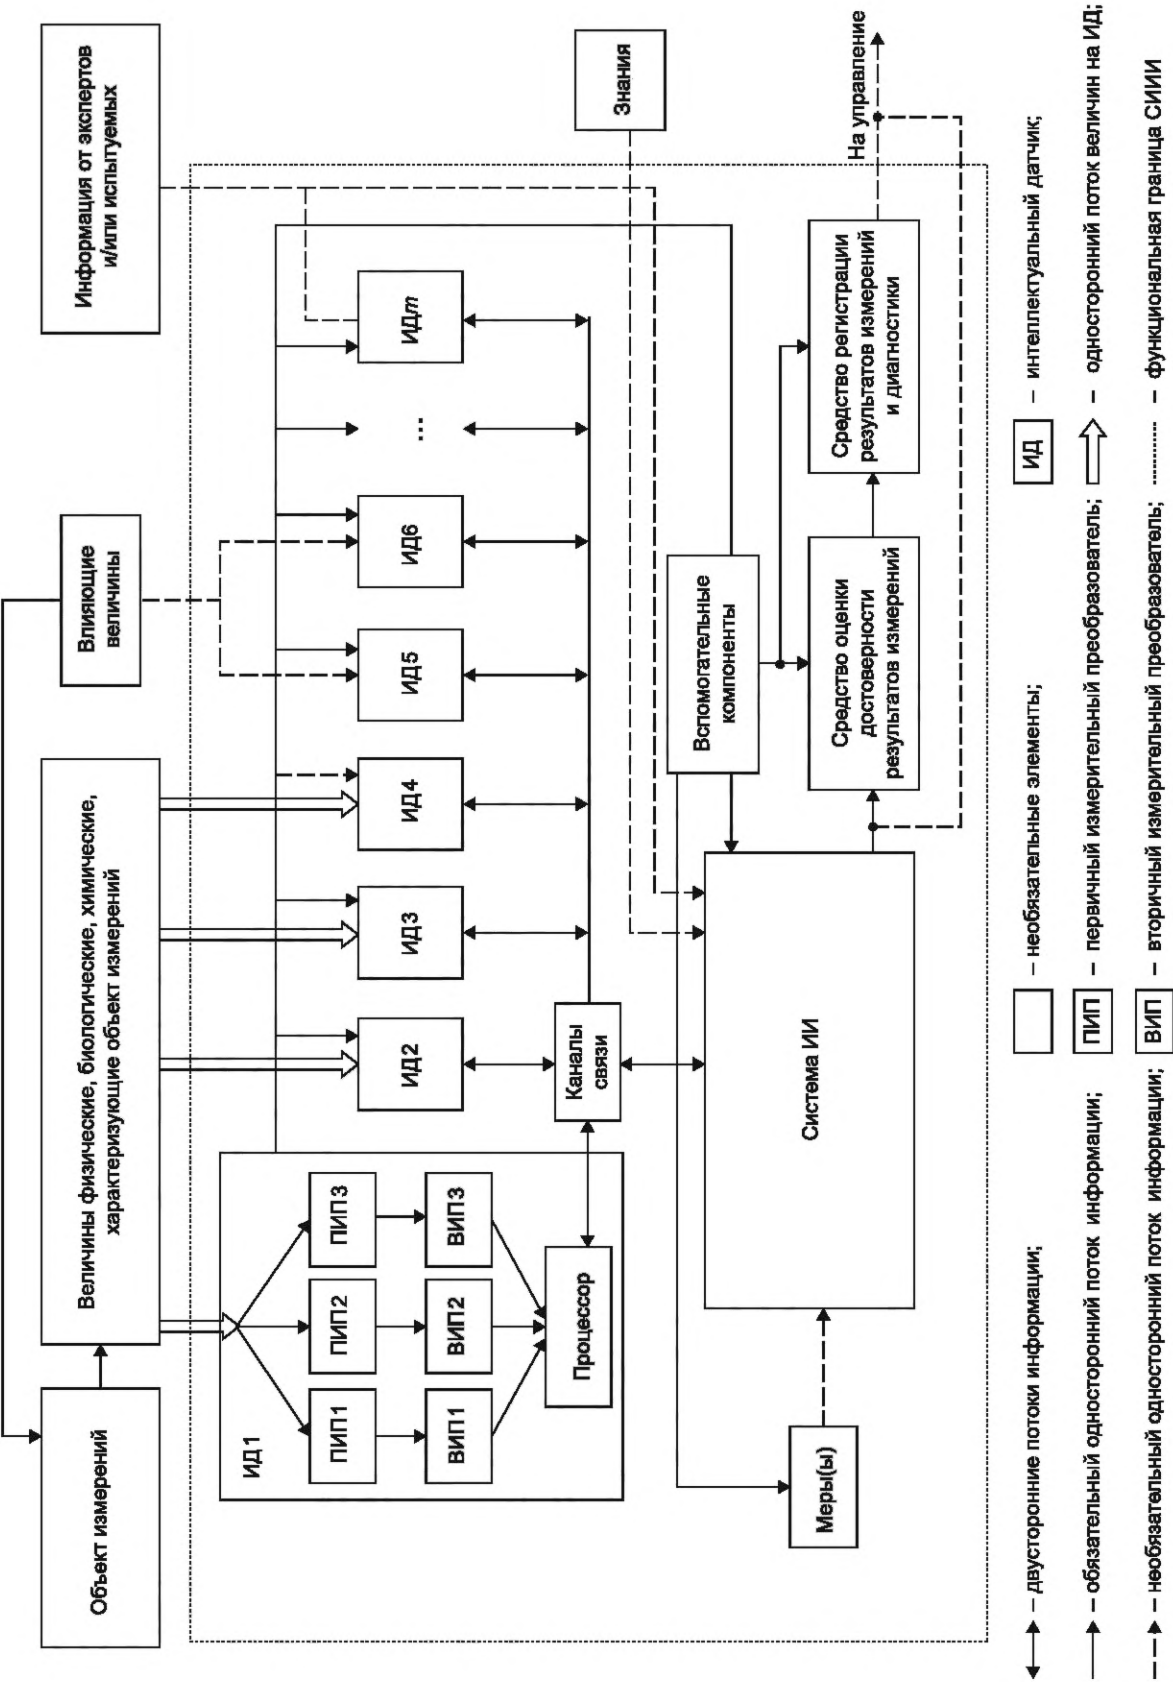 Объект измерений
Величины физические, биологические, химические,
характеризующие объект измерений
Влияющие
величины
Информация от экспертов
и/или испытуемых
ИД1
ПИП1
ПИП2
ПИП3
ВИП1
ВИП2
ВИП3
Процессор
ИД2
ИД3
ИД4
ИД5
ИД6
...
ИДm
Каналы
связи
Знания
Меры(ы)
Система ИИ
Вспомогательные
компоненты
Средство оценки
достоверности
результатов измерений
Средство регистрации
результатов измерений
и диагностики
На управление
– двусторонние потоки информации;
– необязательные элементы;
ИД – интеллектуальный датчик;
– обязательный односторонний поток информации;
ПИП – первичный измерительный преобразователь;
– односторонний поток величин на ИД;
– необязательный односторонний поток информации;
ВИП – вторичный измерительный преобразователь;
– функциональная граница СИИИ